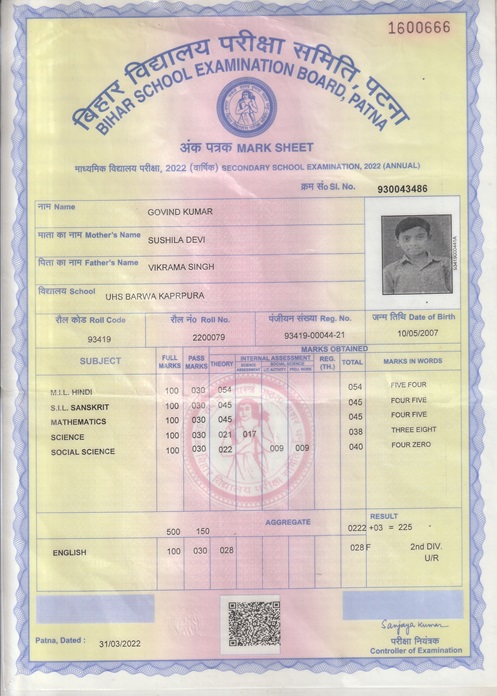 1600666
बिहार विद्यालय परीक्षा समिति, पटना
BIHAR SCHOOL EXAMINATION BOARD, PATNA
अंक पत्रक MARK SHEET
माध्यमिक विद्यालय परीक्षा, 2022 (वार्षिक) SECONDARY SCHOOL EXAMINATION, 2022 (ANNUAL)
क्रम सं० Sl. No. 930043486
नाम Name GOVIND KUMAR
माता का नाम Mother's Name SUSHILA DEVI
पिता का नाम Father's Name VIKRAMA SINGH
विद्यालय School UHS BARWA KAPRPURA
रौल कोड Roll Code रौल नं० Roll No. पंजीयन संख्या Reg. No. जन्म तिथि Date of Birth
93419 2200079 93419-00044-21 10/05/2007
MARKS OBTAINED
SUBJECT FULL MARKS PASS MARKS THEORY INTERNAL ASSESSMENT REG. (TH.) TOTAL MARKS IN WORDS
M.I.L. HINDI 100 030 054 054 FIVE FOUR
S.I.L. SANSKRIT 100 030 045 045 FOUR FIVE
MATHEMATICS 100 030 045 045 FOUR FIVE
SCIENCE 100 030 021 017 038 THREE EIGHT
SOCIAL SCIENCE 100 030 022 009 009 040 FOUR ZERO
AGGREGATE RESULT
500 150 0222 +03 = 225
ENGLISH 100 030 028 028 F 2nd DIV.
U/R
Sanjaya Kumar
Patna, Dated : 31/03/2022
परीक्षा नियंत्रक
Controller of Examination